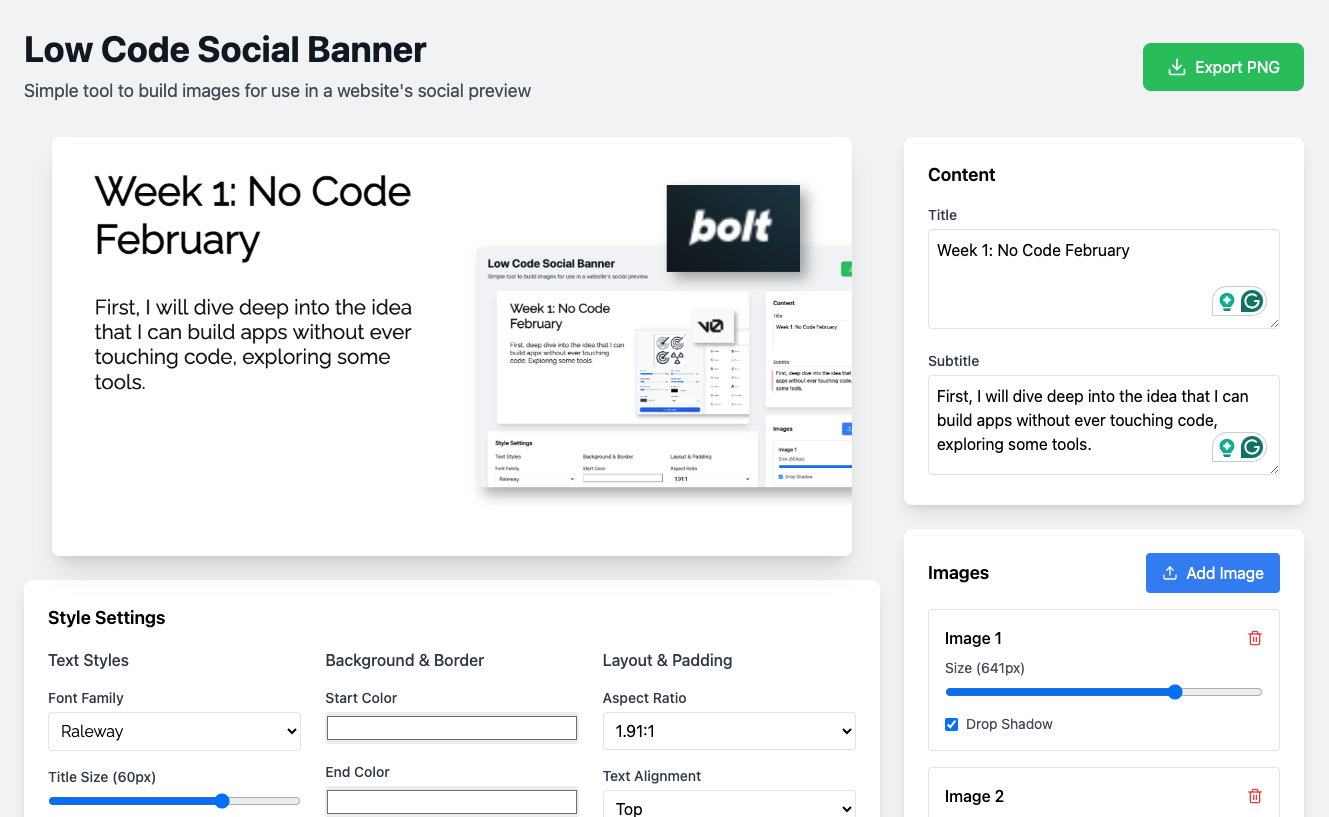 Low Code Social Banner
Simple tool to build images for use in a website's social preview
Export PNG
Week 1: No Code
February
First, I will dive deep into the idea
that I can build apps without ever
touching code, exploring some
tools.
bolt
Low Code Social Banner
Simple tool to build images for use in a website's social preview
Week 1: No Code
February
First, deep dive into the idea that I can
build apps without ever touching
code. Exploring some tools.
v0
Content
Title
Week 1: No Code February
Subtitle
First, deep dive into the idea that
apps without ever touching code.
some tools.
Style Settings
Text Styles
Background & Border
Layout & Padding
Font Family
Start Color
Aspect Ratio
Raleway
1.91:1
Images
Image 1
Size (654px)
Drop Shadow
Content
Title
Week 1: No Code February
Subtitle
First, I will dive deep into the idea that I can
build apps without ever touching code,
exploring some tools.
Images
Add Image
Image 1
Size (641px)
Drop Shadow
Image 2
Style Settings
Text Styles
Background & Border
Layout & Padding
Font Family
Start Color
Aspect Ratio
Raleway
1.91:1
Title Size (60px)
End Color
Text Alignment
Top